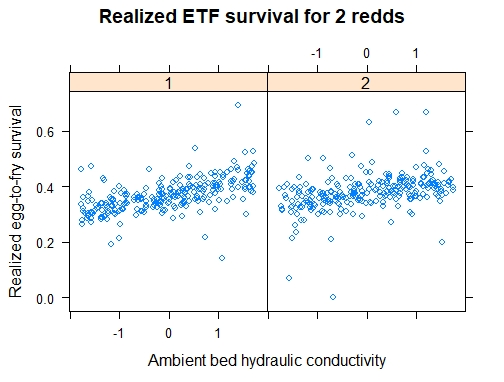 Realized ETF survival for 2 redds
-1 0 1
1 2
Realized egg-to-fry survival
0.6
0.4
0.2
0.0
-1 0 1
Ambient bed hydraulic conductivity